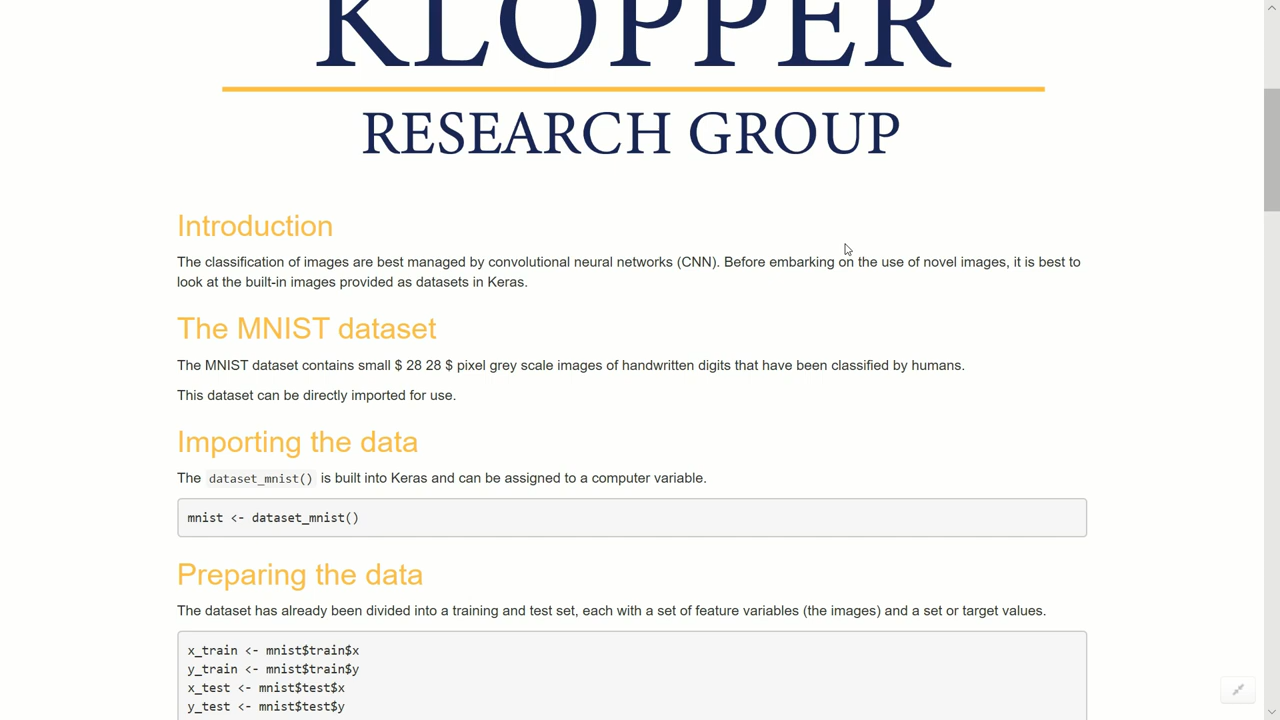 KLOPPER
RESEARCH GROUP
Introduction
The classification of images are best managed by convolutional neural networks (CNN). Before embarking on the use of novel images, it is best to
look at the built-in images provided as datasets in Keras.
The MNIST dataset
The MNIST dataset contains small $ 28 28 $ pixel grey scale images of handwritten digits that have been classified by humans.
This dataset can be directly imported for use.
Importing the data
The dataset_mnist() is built into Keras and can be assigned to a computer variable.
mnist <- dataset_mnist()
Preparing the data
The dataset has already been divided into a training and test set, each with a set of feature variables (the images) and a set or target values.
x_train <- mnist$train$x
y_train <- mnist$train$y
x_test <- mnist$test$x
y_test <- mnist$test$y